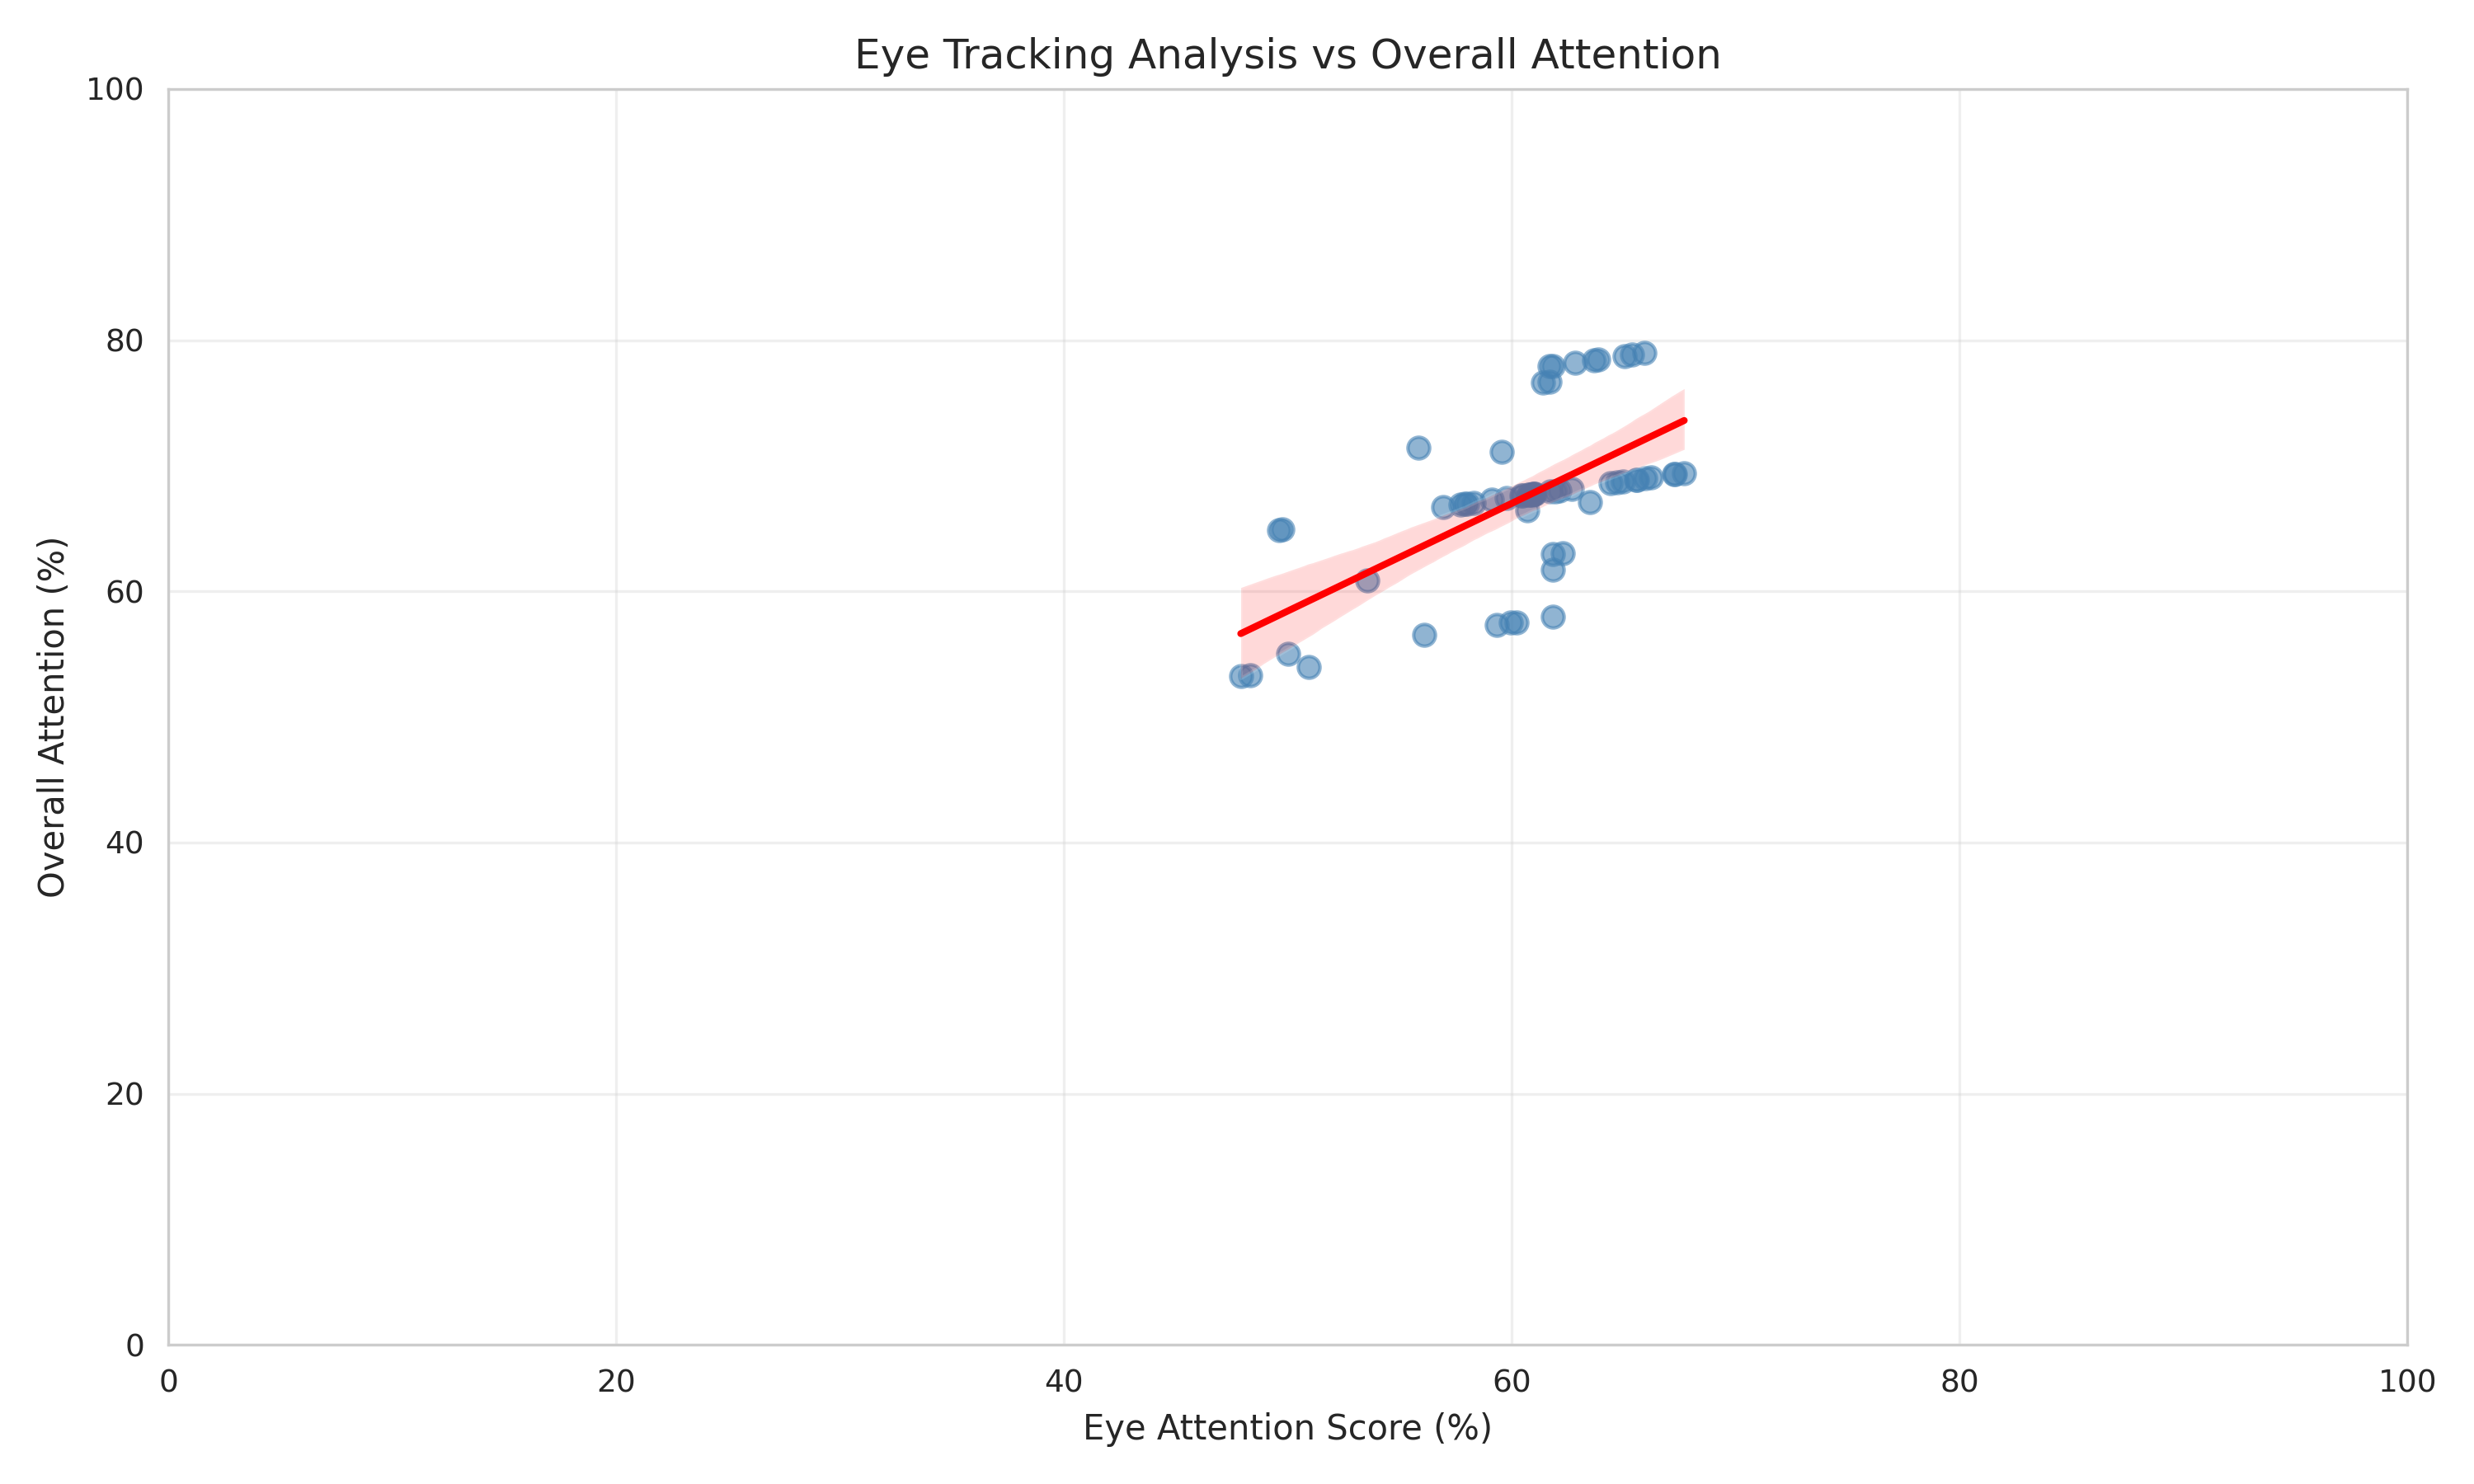 Eye Tracking Analysis vs Overall Attention
100
80
60
40
20
0
Overall Attention (%)
0 20 40 60 80 100
Eye Attention Score (%)